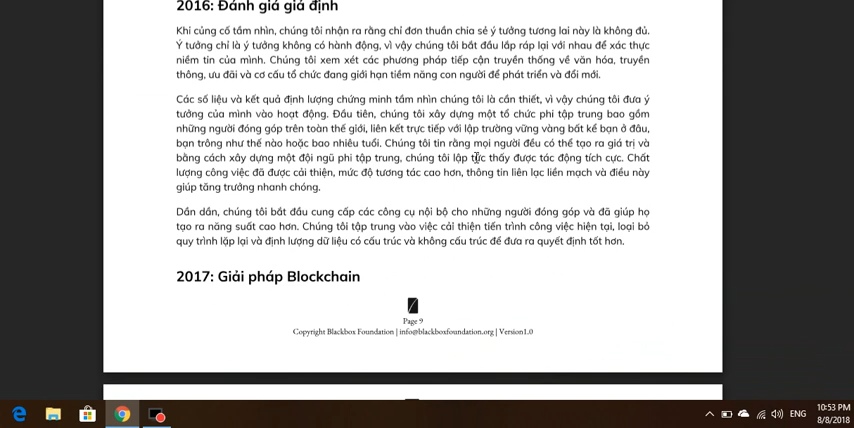 2016: Đánh giá giả định
Khi củng cố tầm nhìn, chúng tôi nhận ra rằng chỉ đơn thuần chia sẻ ý tưởng tương lai này là không đủ.
Ý tưởng chỉ là ý tưởng không có hành động, vì vậy chúng tôi bắt đầu lắp ráp lại với nhau để xác thực
niềm tin của mình. Chúng tôi xem xét các phương pháp tiếp cận truyền thống về văn hóa, truyền
thông, ưu đãi và cơ cấu tổ chức đang giới hạn tiềm năng con người để phát triển và đổi mới.
Các số liệu và kết quả định lượng chứng minh tầm nhìn chúng tôi là cần thiết, vì vậy chúng tôi đưa ý
tưởng của mình vào hoạt động. Đầu tiên, chúng tôi xây dựng một tổ chức phi tập trung bao gồm
những người đóng góp trên toàn thế giới, liên kết trực tiếp với lập trường vững vàng bất kể bạn ở đâu,
bạn trông như thế nào hoặc bao nhiêu tuổi. Chúng tôi tin rằng mọi người đều có thể tạo ra giá trị và
bằng cách xây dựng một đội ngũ phi tập trung, chúng tôi lập tức thấy được tác động tích cực. Chất
lượng công việc đã được cải thiện, mức độ tương tác cao hơn, thông tin liên lạc liền mạch và điều này
giúp tăng trưởng nhanh chóng.
Dần dần, chúng tôi bắt đầu cung cấp các công cụ nội bộ cho những người đóng góp và đã giúp họ
tạo ra năng suất cao hơn. Chúng tôi tập trung vào việc cải thiện tiến trình công việc hiện tại, loại bỏ
quy trình lặp lại và định lượng dữ liệu có cấu trúc và không cấu trúc để đưa ra quyết định tốt hơn.
2017: Giải pháp Blockchain
Page 9
Copyright Blackbox Foundation | info@blackboxfoundation.org | Version1.0
ENG
10:53 PM
8/8/2018